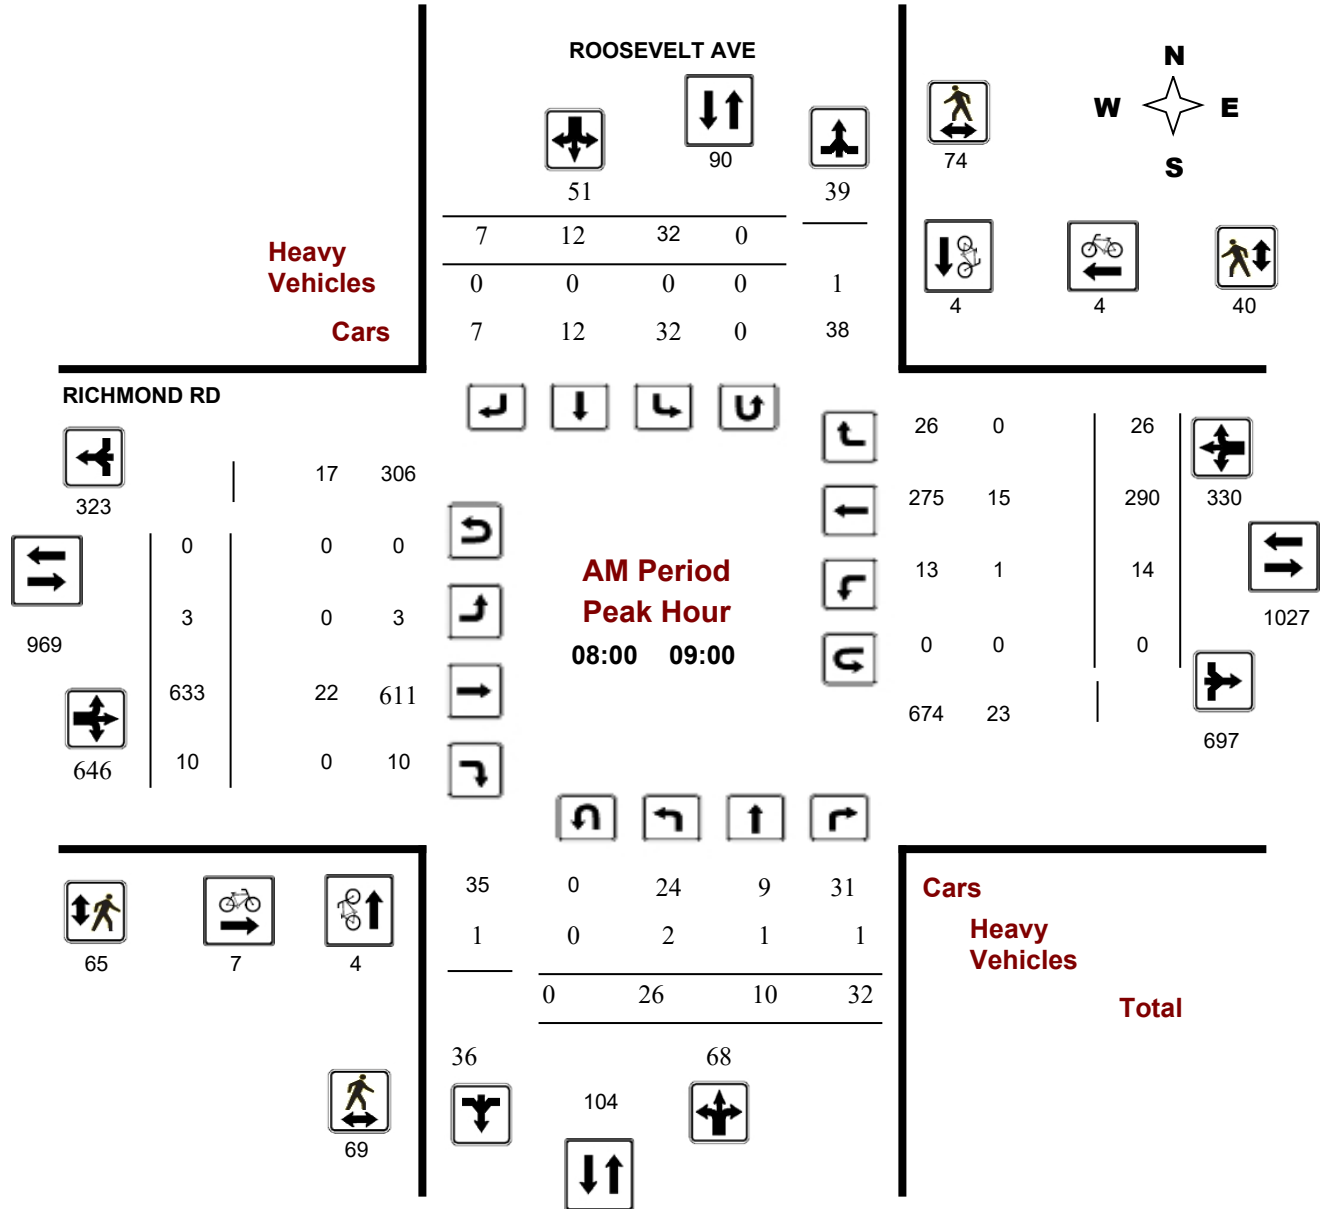 ROOSEVELT AVE
N
W E
S
90
74
51 39
7 12 32 0
Heavy
Vehicles
0 0 0 0 1
Cars
7 12 32 0 38
4 4 40
RICHMOND RD
26 0 26
17 306
323
275 15 290 330
0 0 0
AM Period
Peak Hour
08:00 09:00
13 1 14
1027
3 0 3
969
0 0 0
633 22 611
674 23
697
646
10 0 10
35 0 24 9 31
Cars
1 0 2 1 1
Heavy
Vehicles
65 7 4
0 26 10 32
Total
36 68
104
69